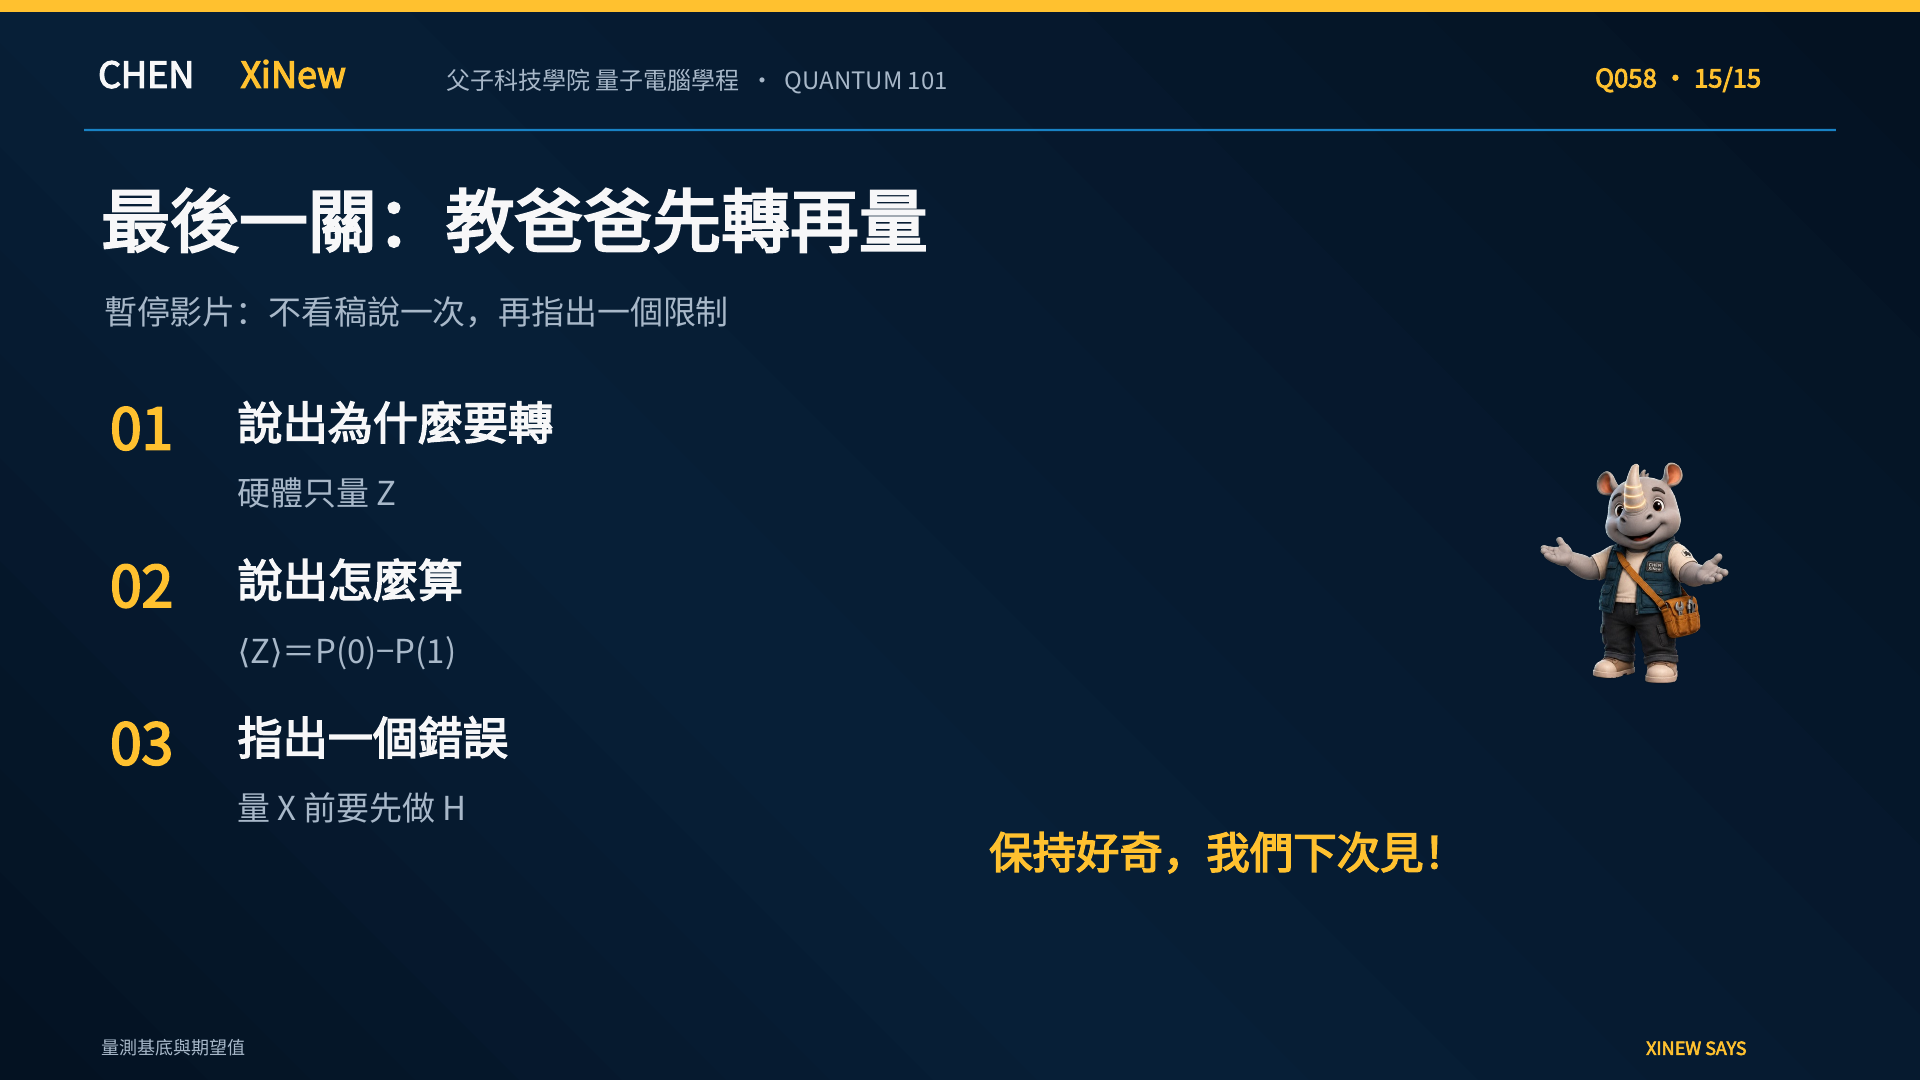 CHEN XiNew 父子科技學院 量子電腦學程 · QUANTUM 101 Q058 · 15/15
最後一關：教爸爸先轉再量
暫停影片：不看稿說一次，再指出一個限制
01 說出為什麼要轉
硬體只量 Z
02 說出怎麼算
⟨Z⟩＝P(0)−P(1)
03 指出一個錯誤
量 X 前要先做 H
保持好奇，我們下次見！
量測基底與期望值
XINEW SAYS